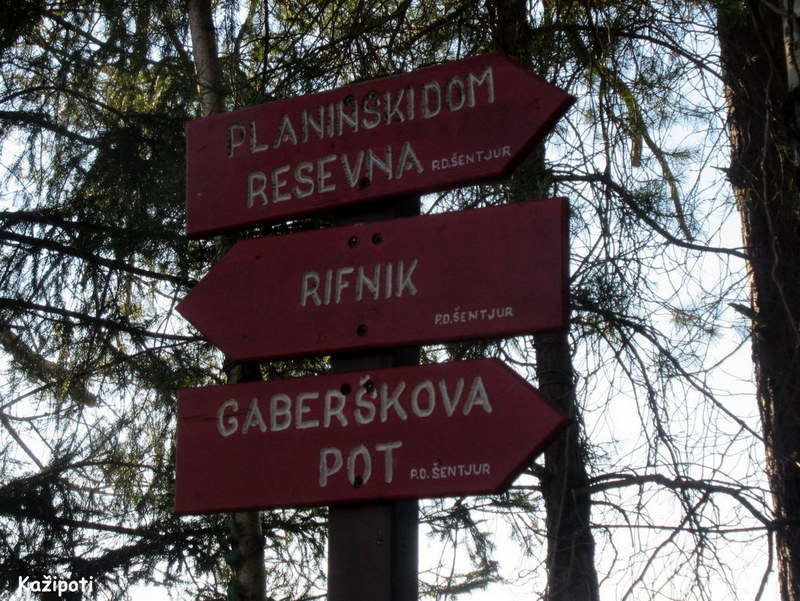 PLANINSKI DOM
RESEVNA P.D. ŠENTJUR
RIFNIK
P.D. ŠENTJUR
GABERŠKOVA
POT P.D. ŠENTJUR
Kažipoti